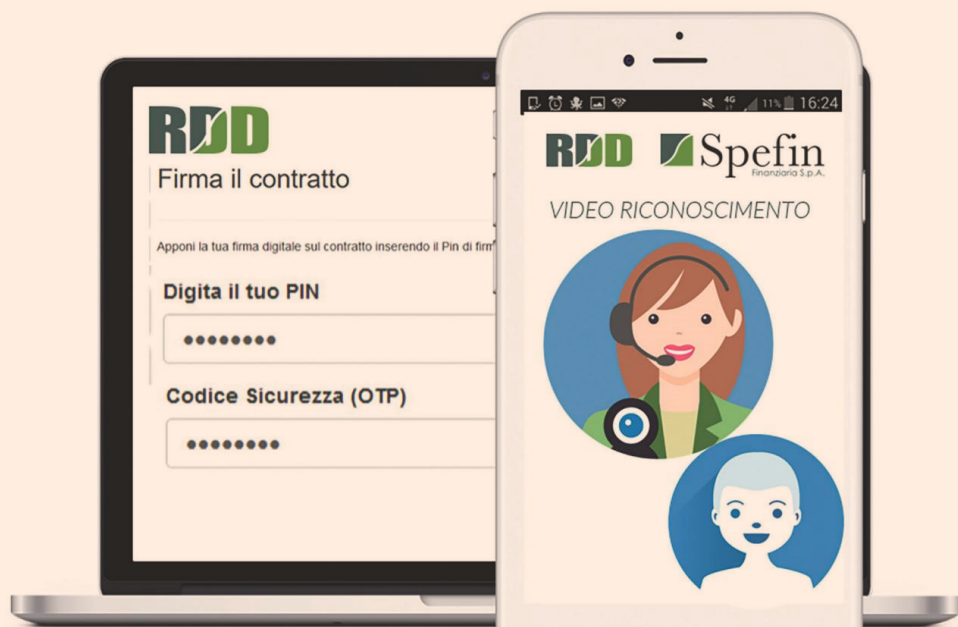 RDD
Firma il contratto
Apponi la tua firma digitale sul contratto inserendo il Pin di
Digita il tuo PIN
••••••••
Codice Sicurezza (OTP)
••••••••
4G 11% 16:24
RDD Spefin
Finanziaria S.p.A.
VIDEO RICONOSCIMENTO